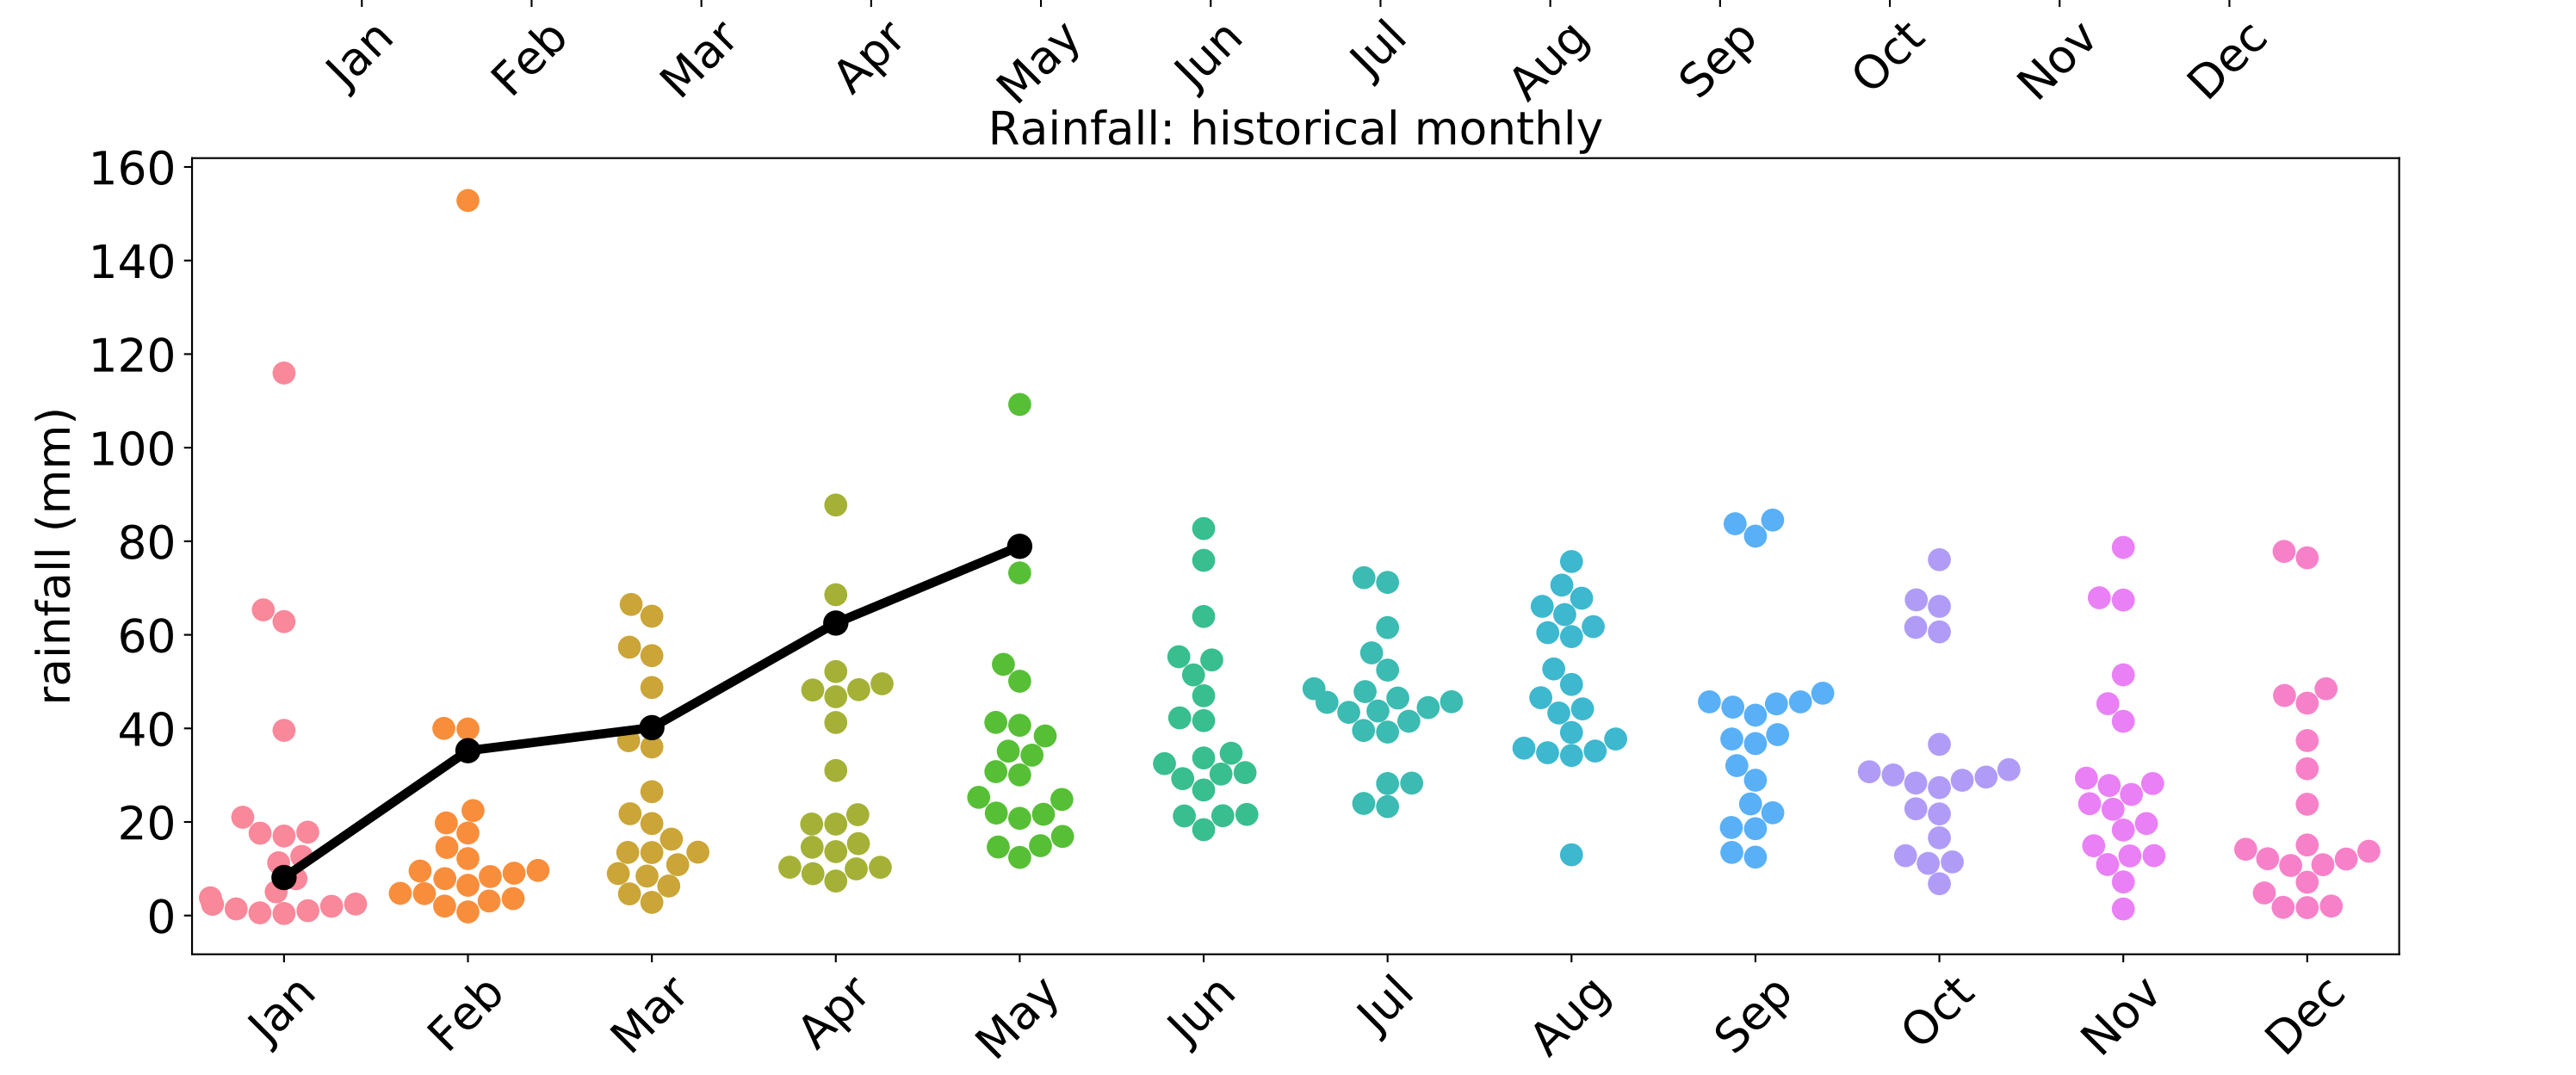 Jan Feb Mar Apr May Jun Jul Aug Sep Oct Nov Dec
Rainfall: historical monthly
160
140
120
100
80
60
40
20
0
rainfall (mm)
Jan Feb Mar Apr May Jun Jul Aug Sep Oct Nov Dec